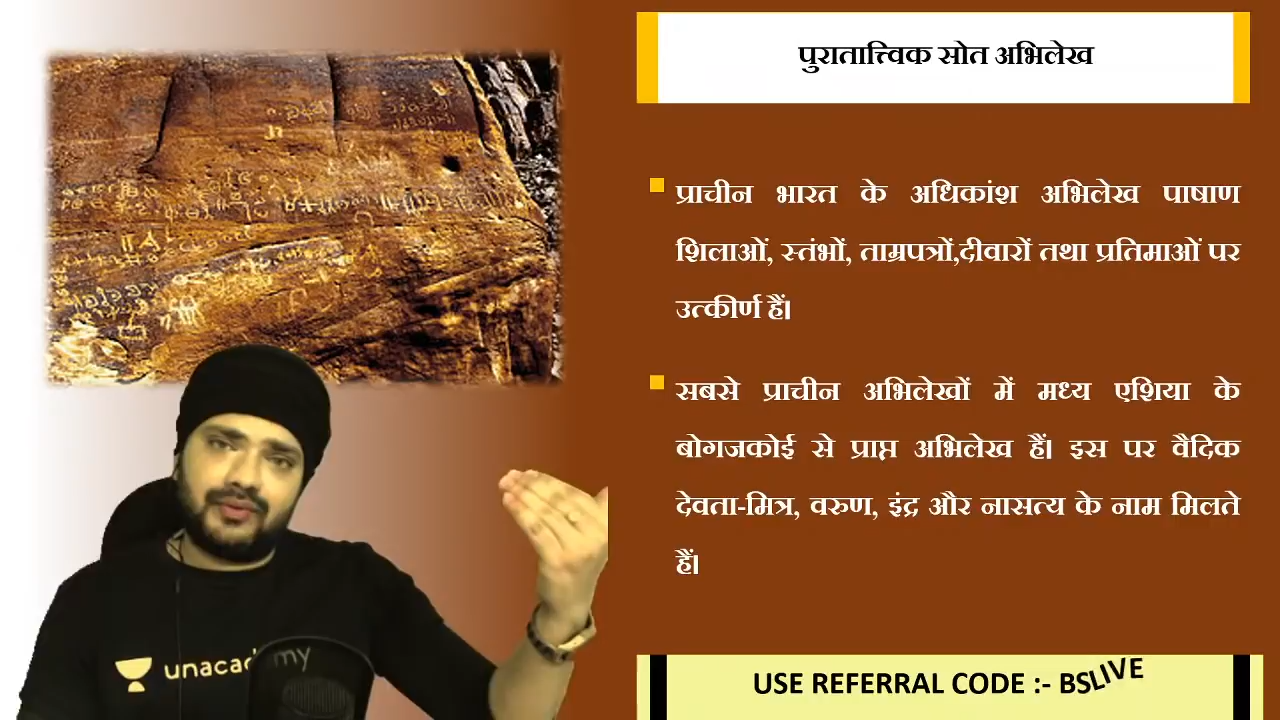 पुरातात्त्विक सोत अभिलेख
प्राचीन भारत के अधिकांश अभिलेख पाषाण
शिलाओं, स्तंभों, ताम्रपत्रों,दीवारों तथा प्रतिमाओं पर
उत्कीर्ण हैं।
सबसे प्राचीन अभिलेखों में मध्य एशिया के
बोगजकोई से प्राप्त अभिलेख हैं। इस पर वैदिक
देवता-मित्र, वरुण, इंद्र और नासत्य के नाम मिलते
हैं।
unacademy
USE REFERRAL CODE :- BSLIVE